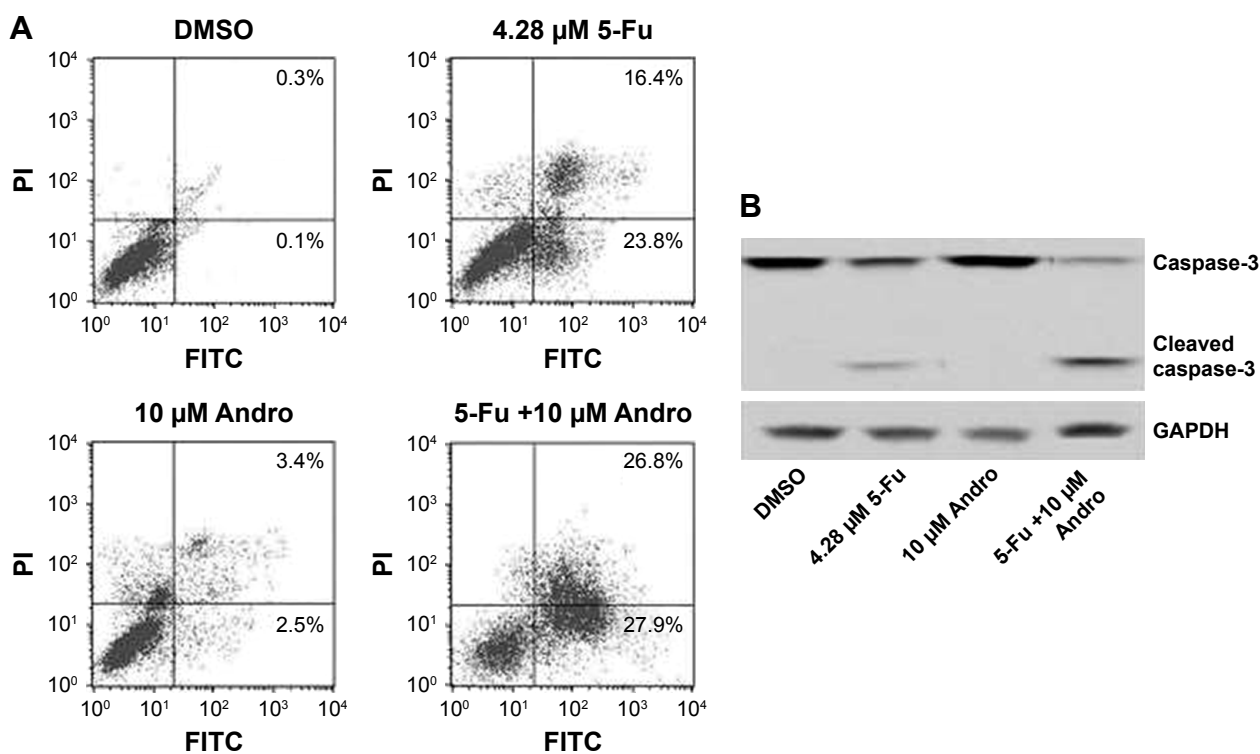 A
DMSO
10⁴
10³
10²
10¹
10⁰
PI
0.3%
0.1%
10⁰ 10¹ 10² 10³ 10⁴
FITC
4.28 µM 5-Fu
10⁴
10³
10²
10¹
10⁰
PI
16.4%
23.8%
10⁰ 10¹ 10² 10³ 10⁴
FITC
10 µM Andro
10⁴
10³
10²
10¹
10⁰
PI
3.4%
2.5%
10⁰ 10¹ 10² 10³ 10⁴
FITC
5-Fu +10 µM Andro
10⁴
10³
10²
10¹
10⁰
PI
26.8%
27.9%
10⁰ 10¹ 10² 10³ 10⁴
FITC
B
Caspase-3
Cleaved
caspase-3
GAPDH
DMSO
4.28 µM 5-Fu
10 µM Andro
5-Fu +10 µM
Andro